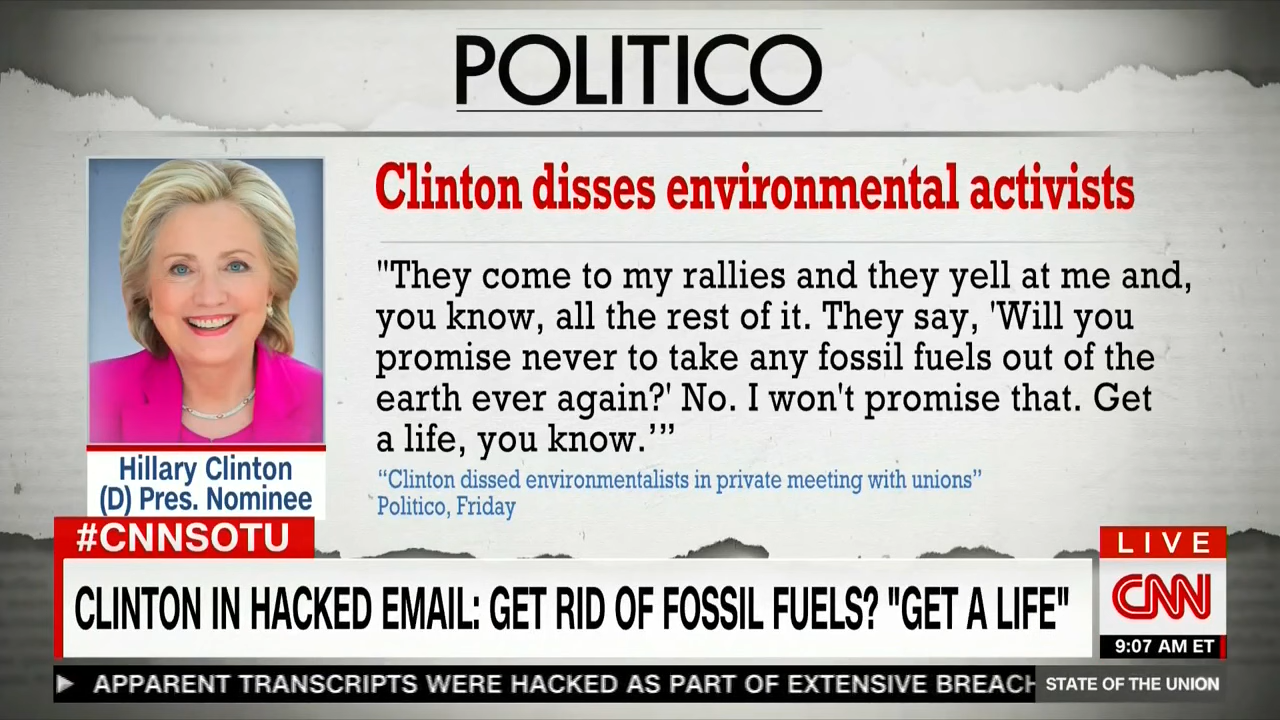 POLITICO
Clinton disses environmental activists
"They come to my rallies and they yell at me and,
you know, all the rest of it. They say, 'Will you
promise never to take any fossil fuels out of the
earth ever again?' No. I won't promise that. Get
a life, you know.'”
“Clinton dissed environmentalists in private meeting with unions”
Politico, Friday
Hillary Clinton
(D) Pres. Nominee
#CNNSOTU
CLINTON IN HACKED EMAIL: GET RID OF FOSSIL FUELS? "GET A LIFE"
LIVE
CNN
9:07 AM ET
APPARENT TRANSCRIPTS WERE HACKED AS PART OF EXTENSIVE BREACH
STATE OF THE UNION